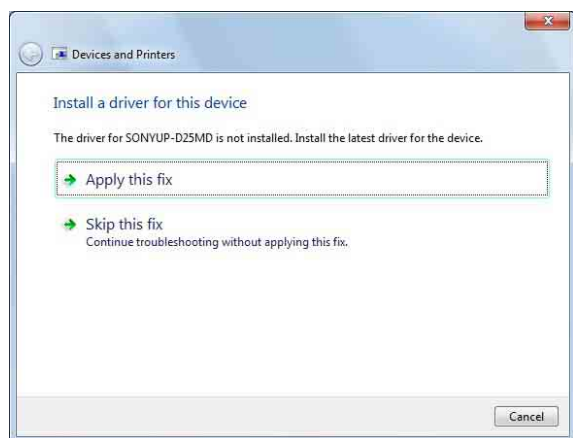 Devices and Printers
Install a driver for this device
The driver for SONYUP-D25MD is not installed. Install the latest driver for the device.
Apply this fix
Skip this fix
Continue troubleshooting without applying this fix.
Cancel